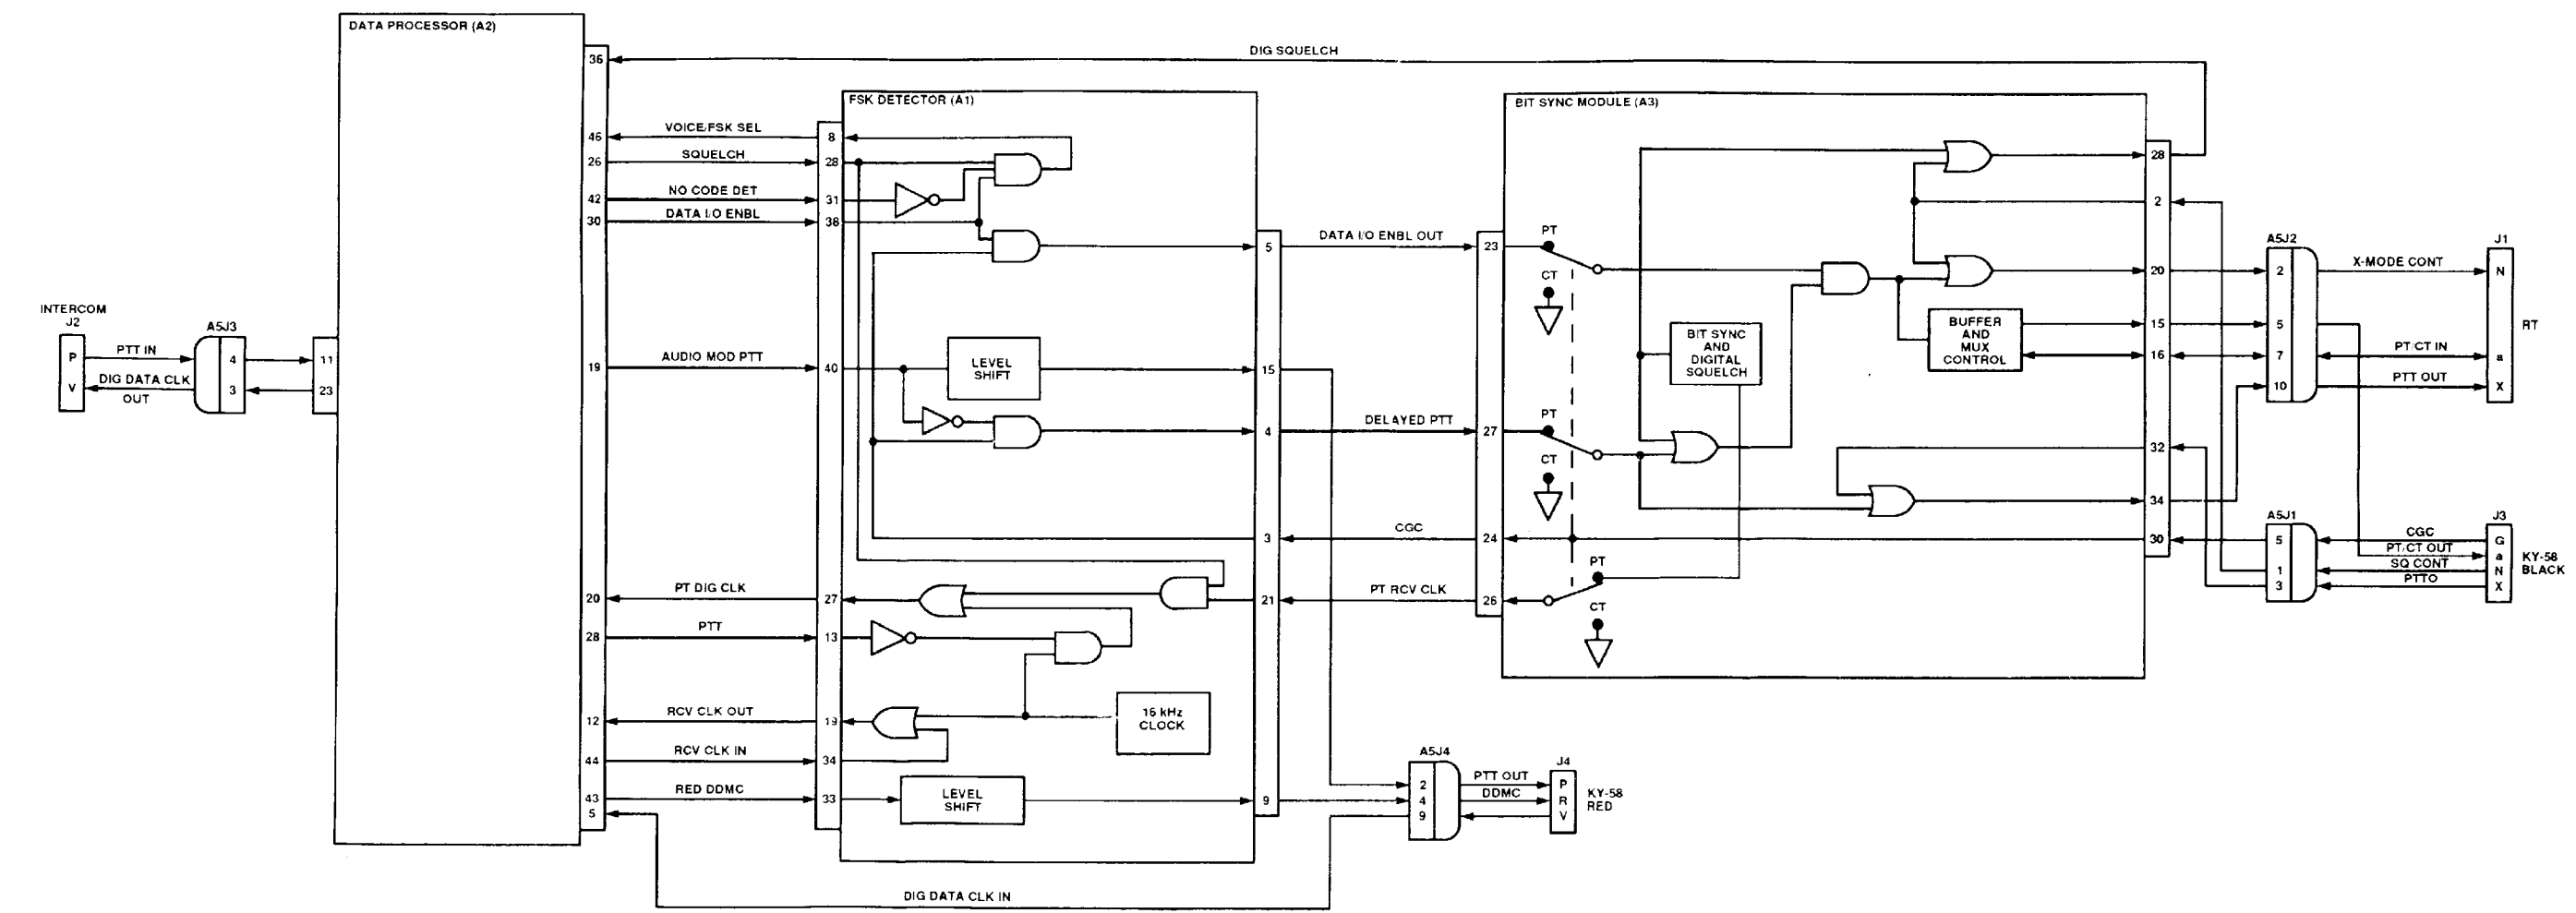 DATA PROCESSOR (A2)
36
DIG SQUELCH
FSK DETECTOR (A1)
BIT SYNC MODULE (A3)
46
VOICE/FSK SEL
8
26
SQUELCH
28
42
NO CODE DET
31
30
DATA I/O ENBL
38
28
2
5
DATA I/O ENBL OUT
23
PT
CT
20
A5J2
2
X-MODE CONT
J1
N
RT
INTERCOM
J2
P
V
PTT IN
DIG DATA CLK
OUT
A5J3
4
3
11
23
19
AUDIO MOD PTT
40
LEVEL
SHIFT
15
BIT SYNC
AND
DIGITAL
SQUELCH
BUFFER
AND
MUX
CONTROL
15
16
5
7
10
PT/CT IN
a
PTT OUT
X
4
DELAYED PTT
27
PT
CT
32
34
3
CGC
24
30
A5J1
5
1
3
CGC
PT/CT OUT
SQ CONT
PTTO
J3
G
a
N
X
KY-58
BLACK
20
PT DIG CLK
27
21
PT RCV CLK
26
PT
CT
28
PTT
13
12
RCV CLK OUT
19
16 kHz
CLOCK
44
RCV CLK IN
34
43
RED DDMC
33
LEVEL
SHIFT
9
5
A5J4
2
4
9
PTT OUT
DDMC
J4
P
R
V
KY-58
RED
DIG DATA CLK IN